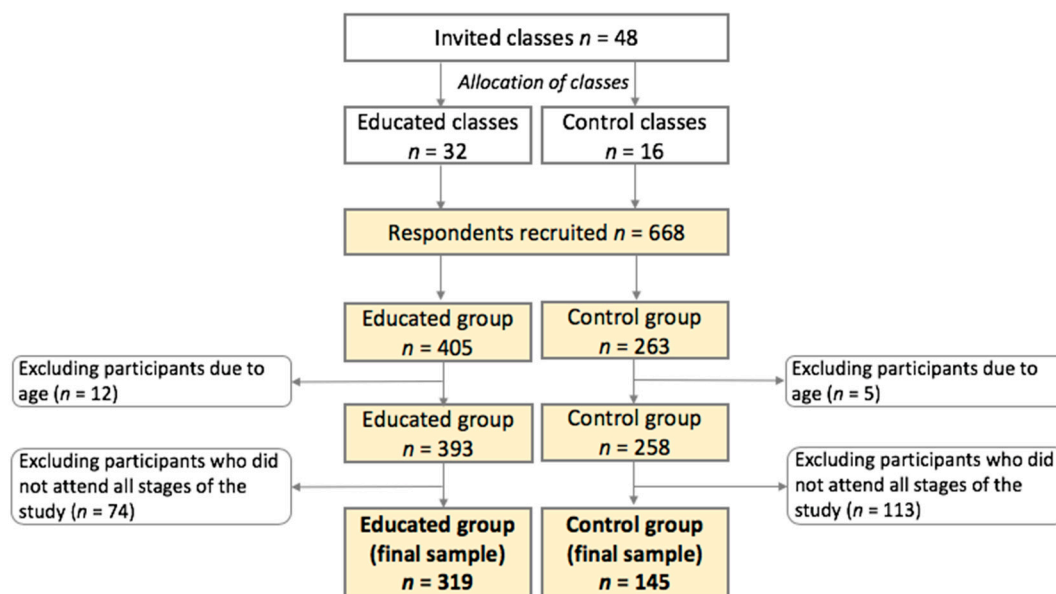 Invited classes n = 48
Allocation of classes
Educated classes
n = 32
Control classes
n = 16
Respondents recruited n = 668
Educated group
n = 405
Control group
n = 263
Excluding participants due to
age (n = 12)
Excluding participants due to
age (n = 5)
Educated group
n = 393
Control group
n = 258
Excluding participants who did
not attend all stages of the
study (n = 74)
Excluding participants who did
not attend all stages of the
study (n = 113)
Educated group
(final sample)
n = 319
Control group
(final sample)
n = 145